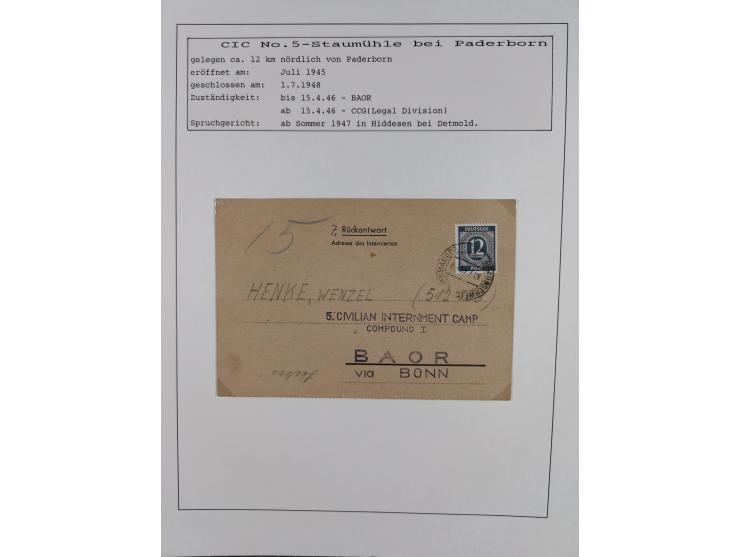 CIC No.5-Staumühle bei Paderborn
gelegen ca. 12 km nördlich von Paderborn
eröffnet am: Juli 1945
geschlossen am: 1.7.1948
Zuständigkeit: bis 15.4.46 - BAOR
ab 15.4.46 - CCG(Legal Division)
Spruchgericht: ab Sommer 1947 in Hiddesen bei Detmold.
15
7, Rückantwort
Adresse des Internierten
DEUTSCHE
12
POST
HENKE, WENZEL
5. CIVILIAN INTERNMENT CAMP
COMPOUND I
BAOR
via BONN